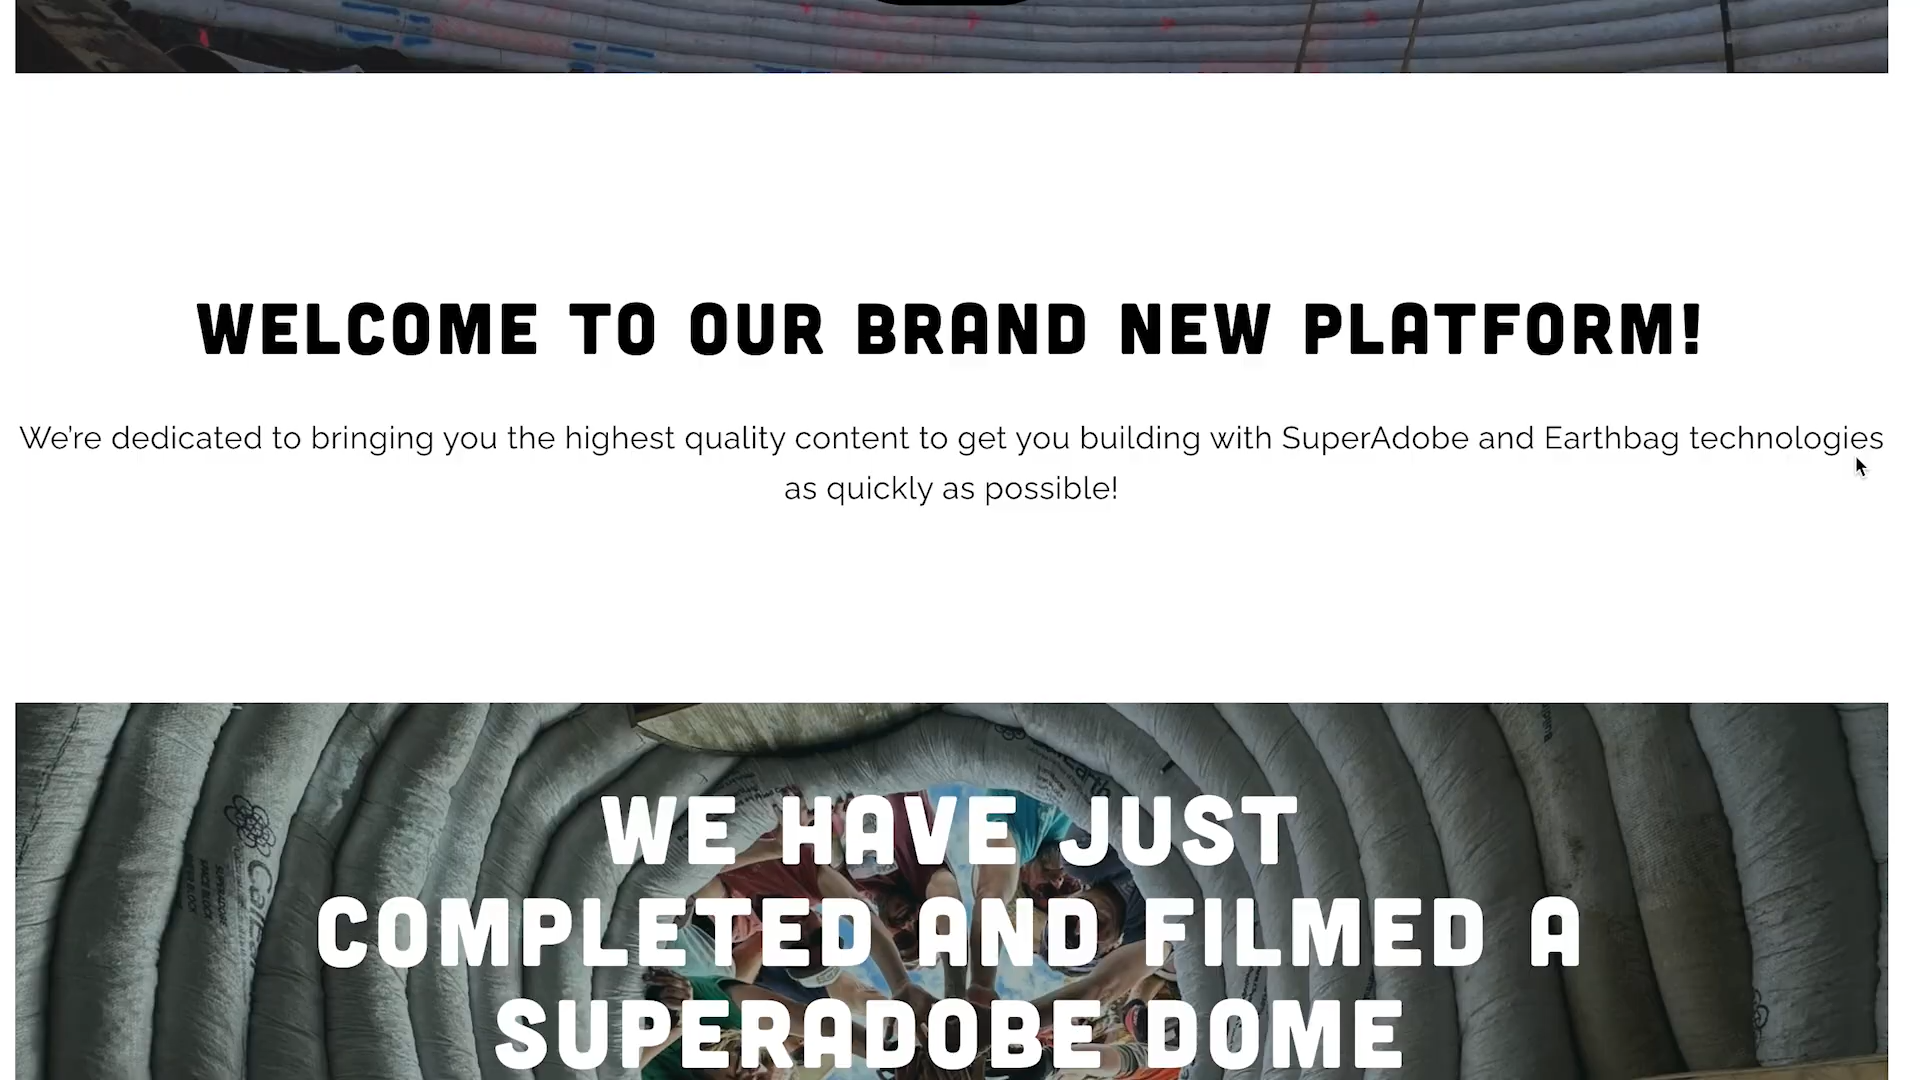 WELCOME TO OUR BRAND NEW PLATFORM!
We're dedicated to bringing you the highest quality content to get you building with SuperAdobe and Earthbag technologies
as quickly as possible!
WE HAVE JUST
COMPLETED AND FILMED A
SUPERADOBE DOME